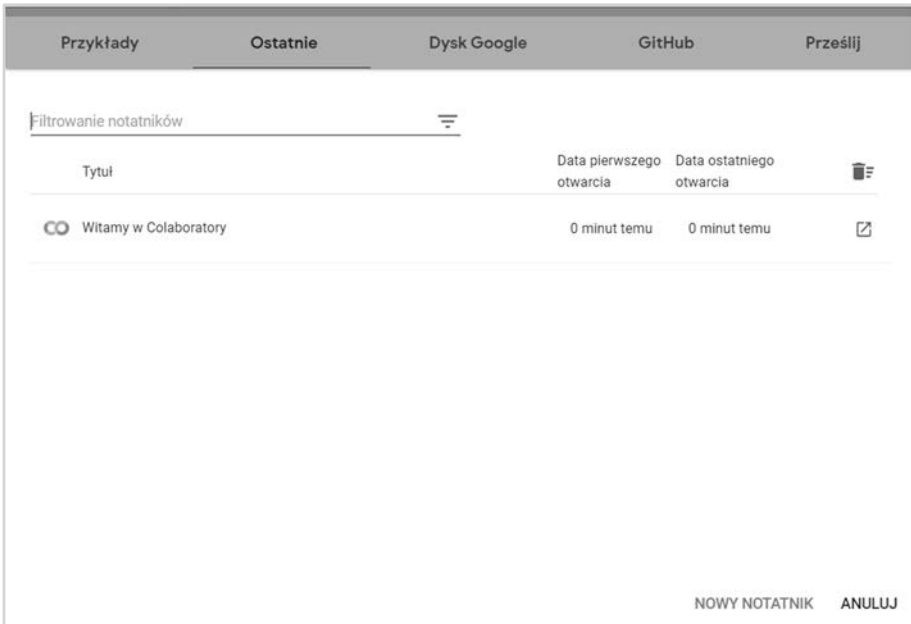 Przykłady Ostatnie Dysk Google GitHub Prześlij
Filtrowanie notatników
Tytuł Data pierwszego otwarcia Data ostatniego otwarcia
Witamy w Colaboratory 0 minut temu 0 minut temu
NOWY NOTATNIK ANULUJ